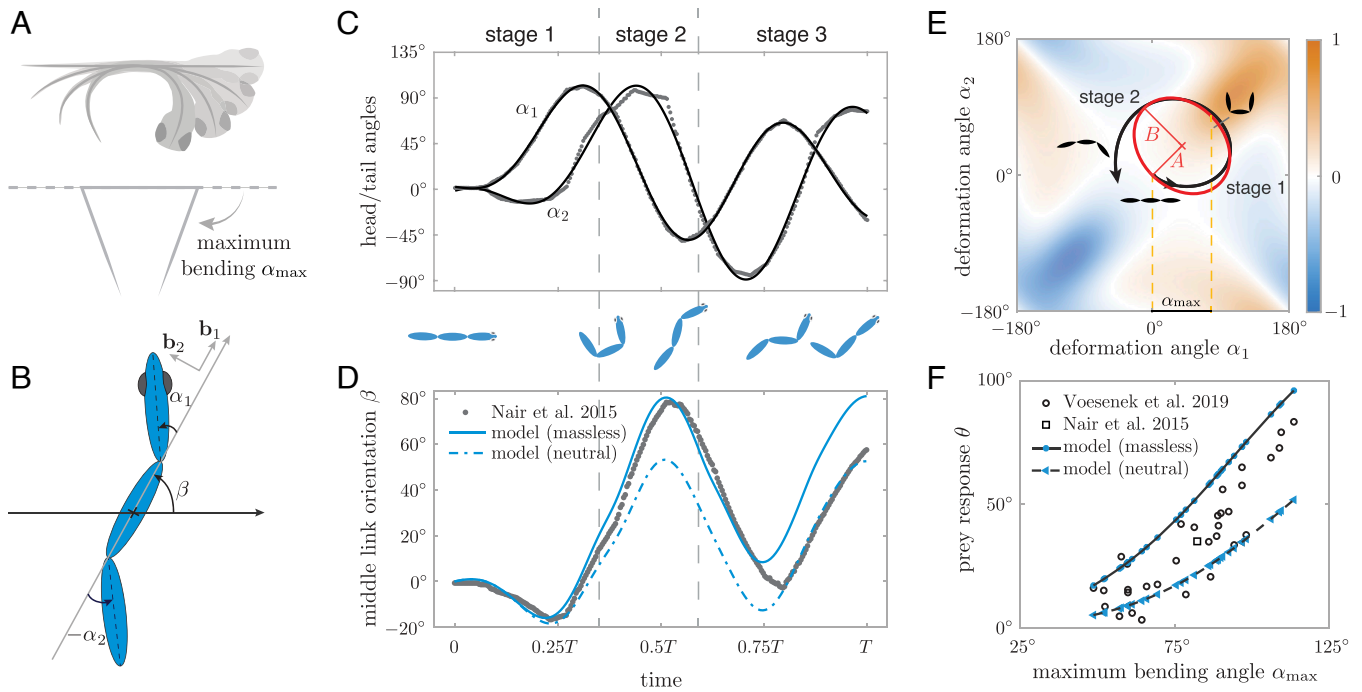 A
maximum
bending αmax
B
b₂
b₁
α₁
β
−α₂
C
stage 1
stage 2
stage 3
head/tail angles
135°
90°
45°
0°
−45°
−90°
α₁
α₂
D
middle link orientation β
80°
60°
80°
40°
20°
0°
−20°
Nair et al. 2015
model (massless)
model (neutral)
0
0.25T
0.5T
0.75T
T
time
E
deformation angle α₂
180°
0°
−180°
stage 2
B
A
stage 1
αmax
−180°
0°
180°
deformation angle α₁
1
0
−1
F
prey response θ
100°
50°
0°
Voesenek et al. 2019
Nair et al. 2015
model (massless)
model (neutral)
25°
75°
125°
maximum bending angle αmax